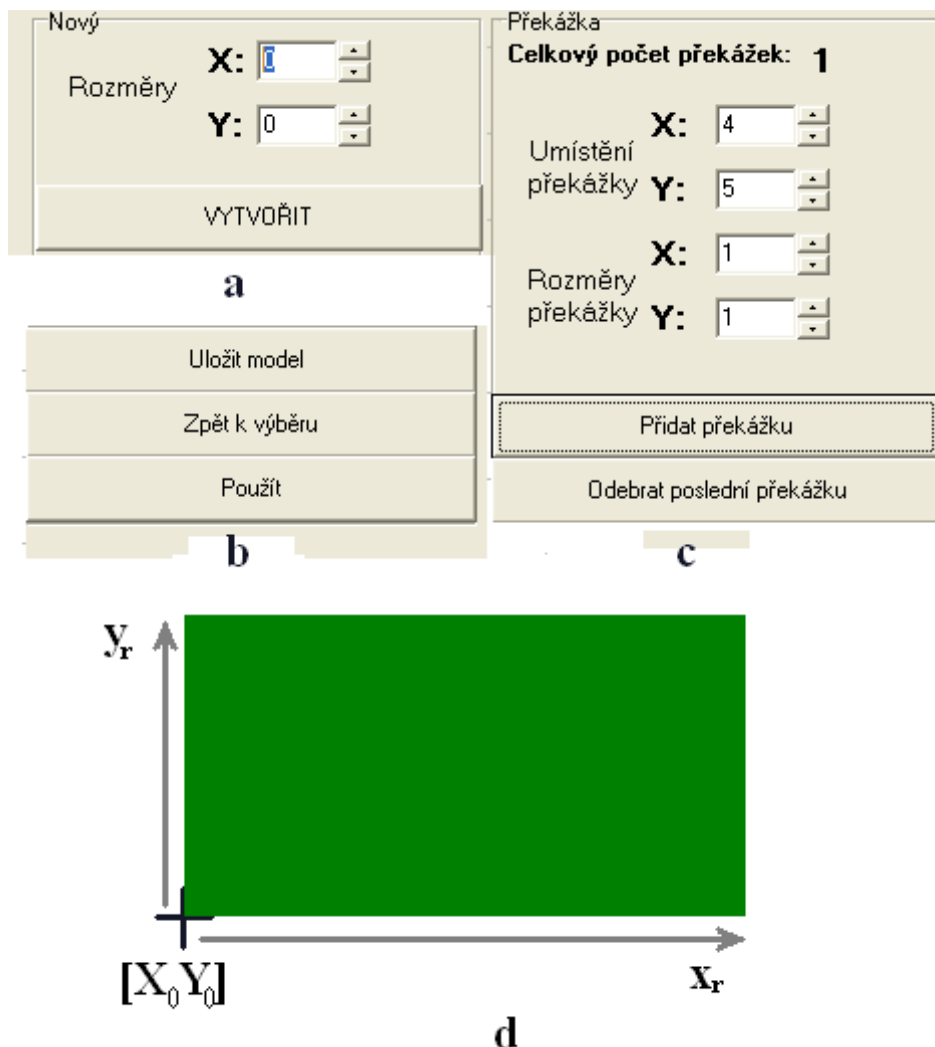 Nový
Rozměry
X: 0
Y: 0
VYTVOŘIT
a
Uložit model
Zpět k výběru
Použít
b
Překážka
Celkový počet překážek: 1
Umístění
překážky
X: 4
Y: 5
Rozměry
překážky
X: 1
Y: 1
Přidat překážku
Odebrat poslední překážku
c
yr
[X0Y0]
xr
d